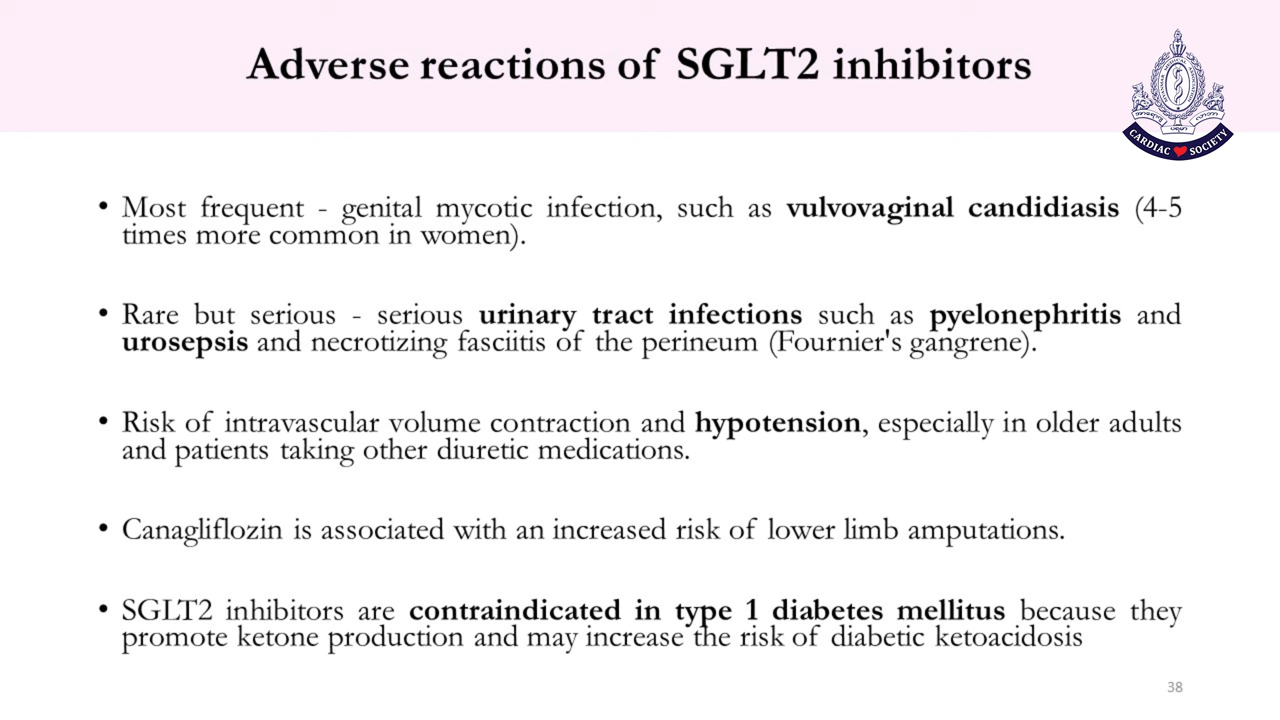 Adverse reactions of SGLT2 inhibitors
CARDIAC SOCIETY
• Most frequent - genital mycotic infection, such as vulvovaginal candidiasis (4-5
times more common in women).
• Rare but serious - serious urinary tract infections such as pyelonephritis and
urosepsis and necrotizing fasciitis of the perineum (Fournier's gangrene).
• Risk of intravascular volume contraction and hypotension, especially in older adults
and patients taking other diuretic medications.
• Canagliflozin is associated with an increased risk of lower limb amputations.
• SGLT2 inhibitors are contraindicated in type 1 diabetes mellitus because they
promote ketone production and may increase the risk of diabetic ketoacidosis
38